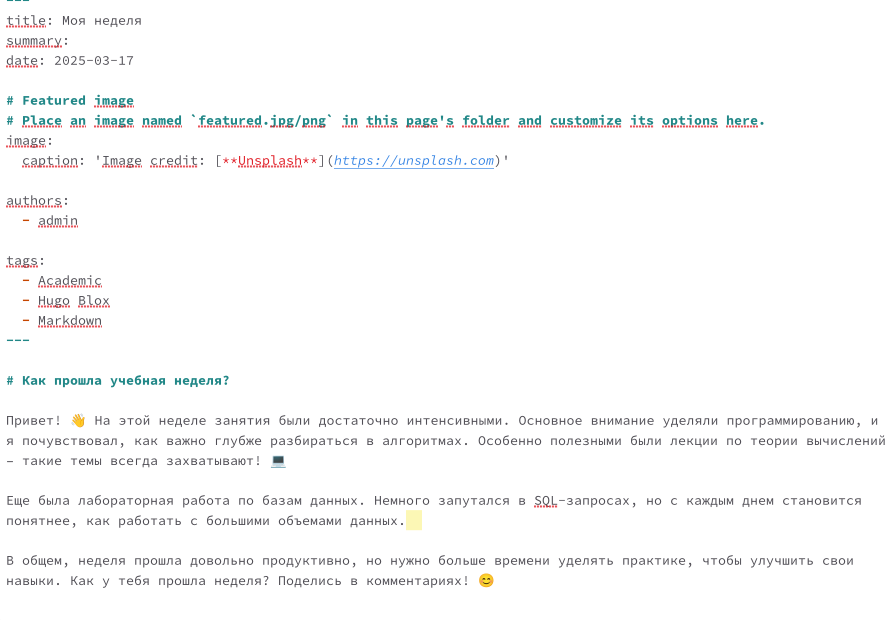 ---
title: Моя неделя
summary:
date: 2025-03-17

# Featured image
# Place an image named `featured.jpg/png` in this page's folder and customize its options here.
image:
  caption: 'Image credit: [**Unsplash**](https://unsplash.com)'

authors:
  - admin

tags:
  - Academic
  - Hugo Blox
  - Markdown
---

# Как прошла учебная неделя?

Привет! 👋 На этой неделе занятия были достаточно интенсивными. Основное внимание уделяли программированию, и
я почувствовал, как важно глубже разбираться в алгоритмах. Особенно полезными были лекции по теории вычислений
– такие темы всегда захватывают! 💻

Еще была лабораторная работа по базам данных. Немного запутался в SQL-запросах, но с каждым днем становится
понятнее, как работать с большими объемами данных.

В общем, неделя прошла довольно продуктивно, но нужно больше времени уделять практике, чтобы улучшить свои
навыки. Как у тебя прошла неделя? Поделись в комментариях! 😊